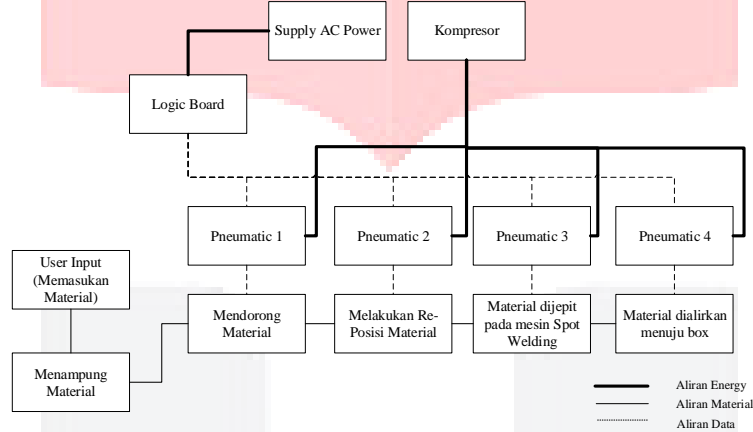 Supply AC Power
Kompresor
Logic Board
Pneumatic 1
Pneumatic 2
Pneumatic 3
Pneumatic 4
User Input
(Memasukan
Material)
Mendorong
Material
Melakukan Re-
Posisi Material
Material dijepit
pada mesin Spot
Welding
Material dialirkan
menuju box
Menampung
Material
Aliran Energy
Aliran Material
Aliran Data